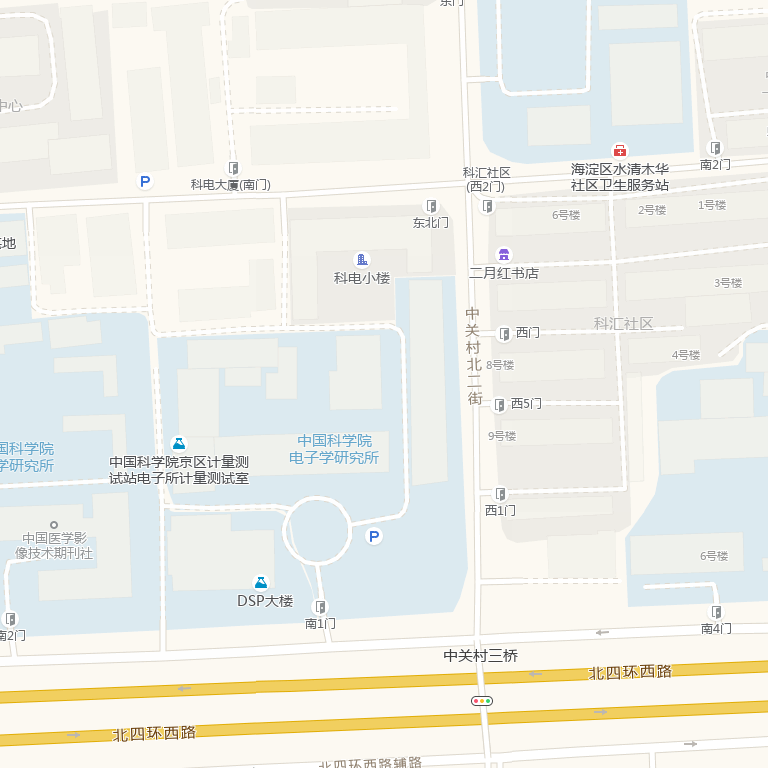 东门
中心
科电大厦(南门)
科汇社区
(西2门)
海淀区水清木华
社区卫生服务站
南2门
东北门
6号楼
2号楼
1号楼
科电小楼
二月红书店
3号楼
中关村北二街
西门
科汇社区
4号楼
8号楼
西5门
9号楼
中国科学院
电子学研究所
中国科学院京区计量测
试站电子所计量测试室
国科学院
学研究所
西1门
中国医学影
像技术期刊社
6号楼
DSP大楼
南1门
南2门
南4门
中关村三桥
北四环西路
北四环西路
北四环西路辅路